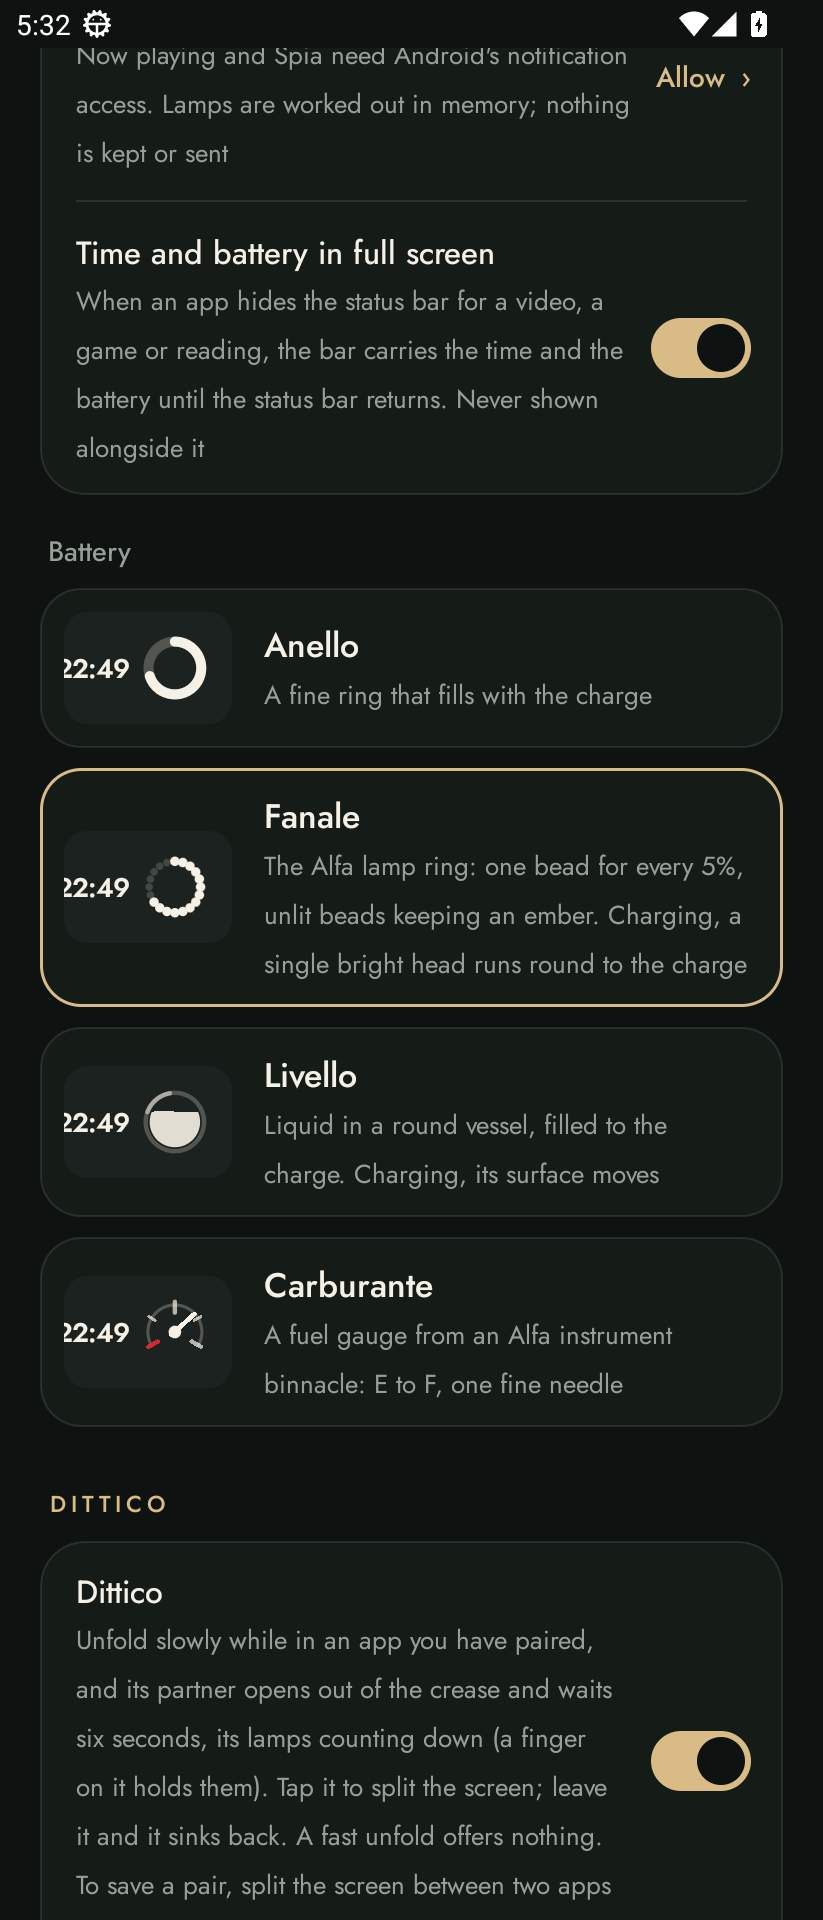 5:32
Now playing and Spia need Android's notification
access. Lamps are worked out in memory; nothing
is kept or sent
Allow ›
Time and battery in full screen
When an app hides the status bar for a video, a
game or reading, the bar carries the time and the
battery until the status bar returns. Never shown
alongside it
Battery
22:49
Anello
A fine ring that fills with the charge
22:49
Fanale
The Alfa lamp ring: one bead for every 5%,
unlit beads keeping an ember. Charging, a
single bright head runs round to the charge
22:49
Livello
Liquid in a round vessel, filled to the
charge. Charging, its surface moves
22:49
Carburante
A fuel gauge from an Alfa instrument
binnacle: E to F, one fine needle
DITTICO
Dittico
Unfold slowly while in an app you have paired,
and its partner opens out of the crease and waits
six seconds, its lamps counting down (a finger
on it holds them). Tap it to split the screen; leave
it and it sinks back. A fast unfold offers nothing.
To save a pair, split the screen between two apps